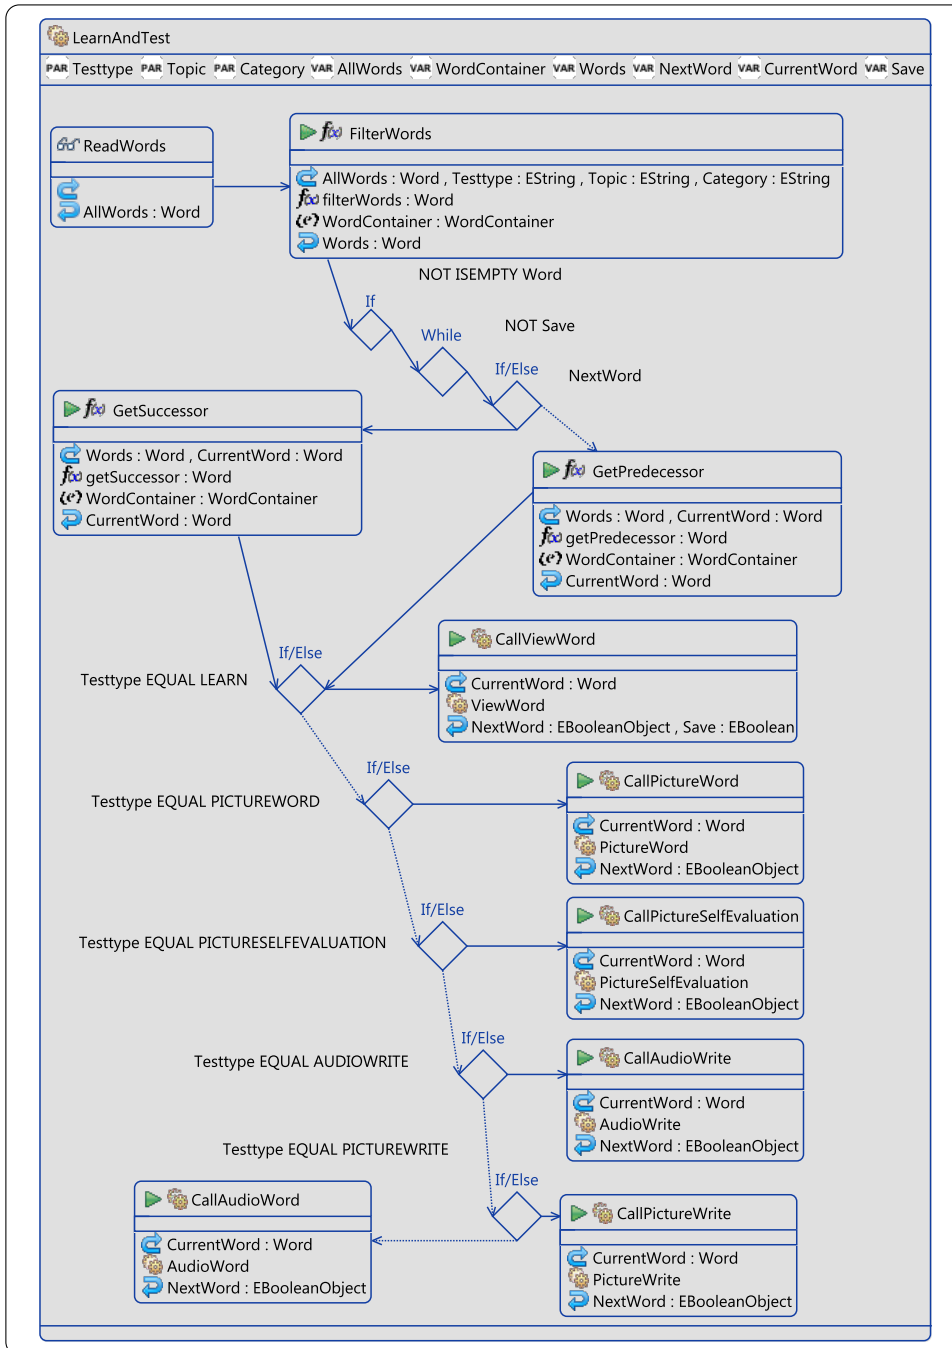 LearnAndTest
PAR Testtype PAR Topic PAR Category VAR AllWords VAR WordContainer VAR Words VAR NextWord VAR CurrentWord VAR Save
ReadWords
AllWords : Word
f(x) FilterWords
AllWords : Word , Testtype : EString , Topic : EString , Category : EString
f(x) filterWords : Word
(e) WordContainer : WordContainer
Words : Word
NOT ISEMPTY Word
If
NOT Save
While
If/Else
NextWord
f(x) GetSuccessor
Words : Word , CurrentWord : Word
f(x) getSuccessor : Word
(e) WordContainer : WordContainer
CurrentWord : Word
f(x) GetPredecessor
Words : Word , CurrentWord : Word
f(x) getPredecessor : Word
(e) WordContainer : WordContainer
CurrentWord : Word
If/Else
Testtype EQUAL LEARN
CallViewWord
CurrentWord : Word
ViewWord
NextWord : EBooleanObject , Save : EBoolean
If/Else
Testtype EQUAL PICTUREWORD
CallPictureWord
CurrentWord : Word
PictureWord
NextWord : EBooleanObject
If/Else
Testtype EQUAL PICTURESELFEVALUATION
CallPictureSelfEvaluation
CurrentWord : Word
PictureSelfEvaluation
NextWord : EBooleanObject
If/Else
Testtype EQUAL AUDIOWRITE
CallAudioWrite
CurrentWord : Word
AudioWrite
NextWord : EBooleanObject
Testtype EQUAL PICTUREWRITE
If/Else
CallAudioWord
CurrentWord : Word
AudioWord
NextWord : EBooleanObject
CallPictureWrite
CurrentWord : Word
PictureWrite
NextWord : EBooleanObject